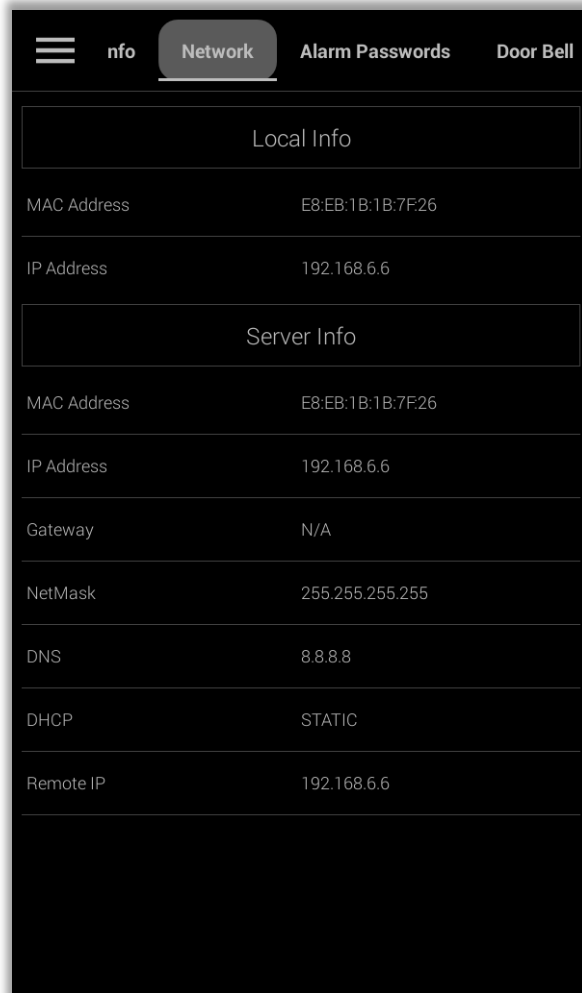 nfo Network Alarm Passwords Door Bell
Local Info
MAC Address E8:EB:1B:1B:7F:26
IP Address 192.168.6.6
Server Info
MAC Address E8:EB:1B:1B:7F:26
IP Address 192.168.6.6
Gateway N/A
NetMask 255.255.255.255
DNS 8.8.8.8
DHCP STATIC
Remote IP 192.168.6.6